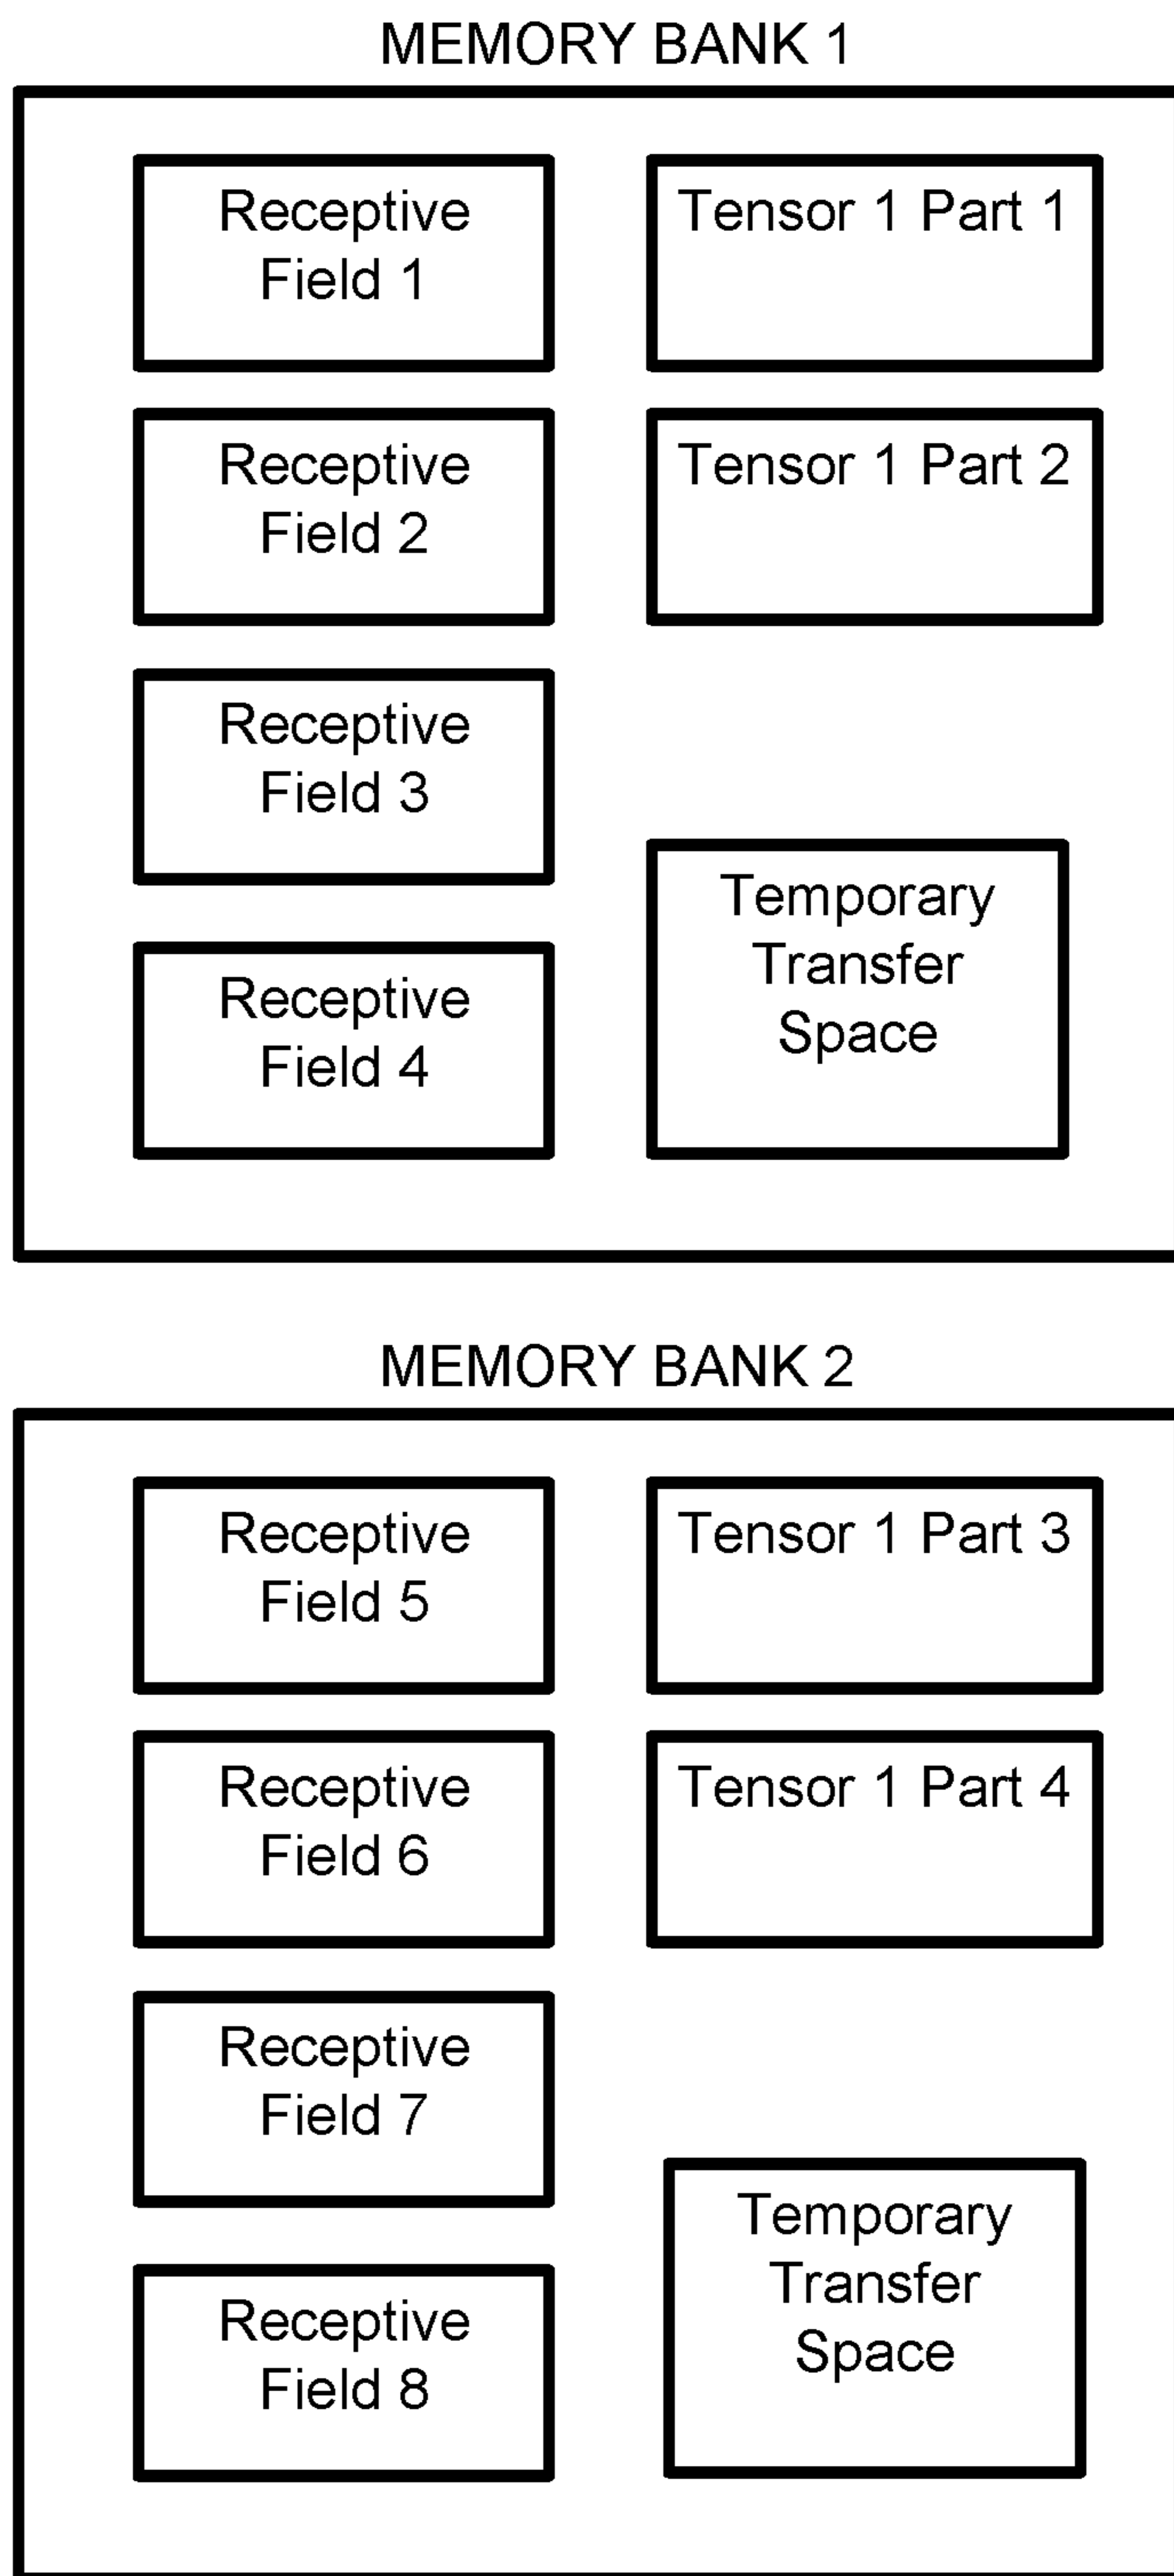 MEMORY BANK 1
Receptive
Field 1
Tensor 1 Part 1
Receptive
Field 2
Tensor 1 Part 2
Receptive
Field 3
Receptive
Field 4
Temporary
Transfer
Space
MEMORY BANK 2
Receptive
Field 5
Tensor 1 Part 3
Receptive
Field 6
Tensor 1 Part 4
Receptive
Field 7
Receptive
Field 8
Temporary
Transfer
Space